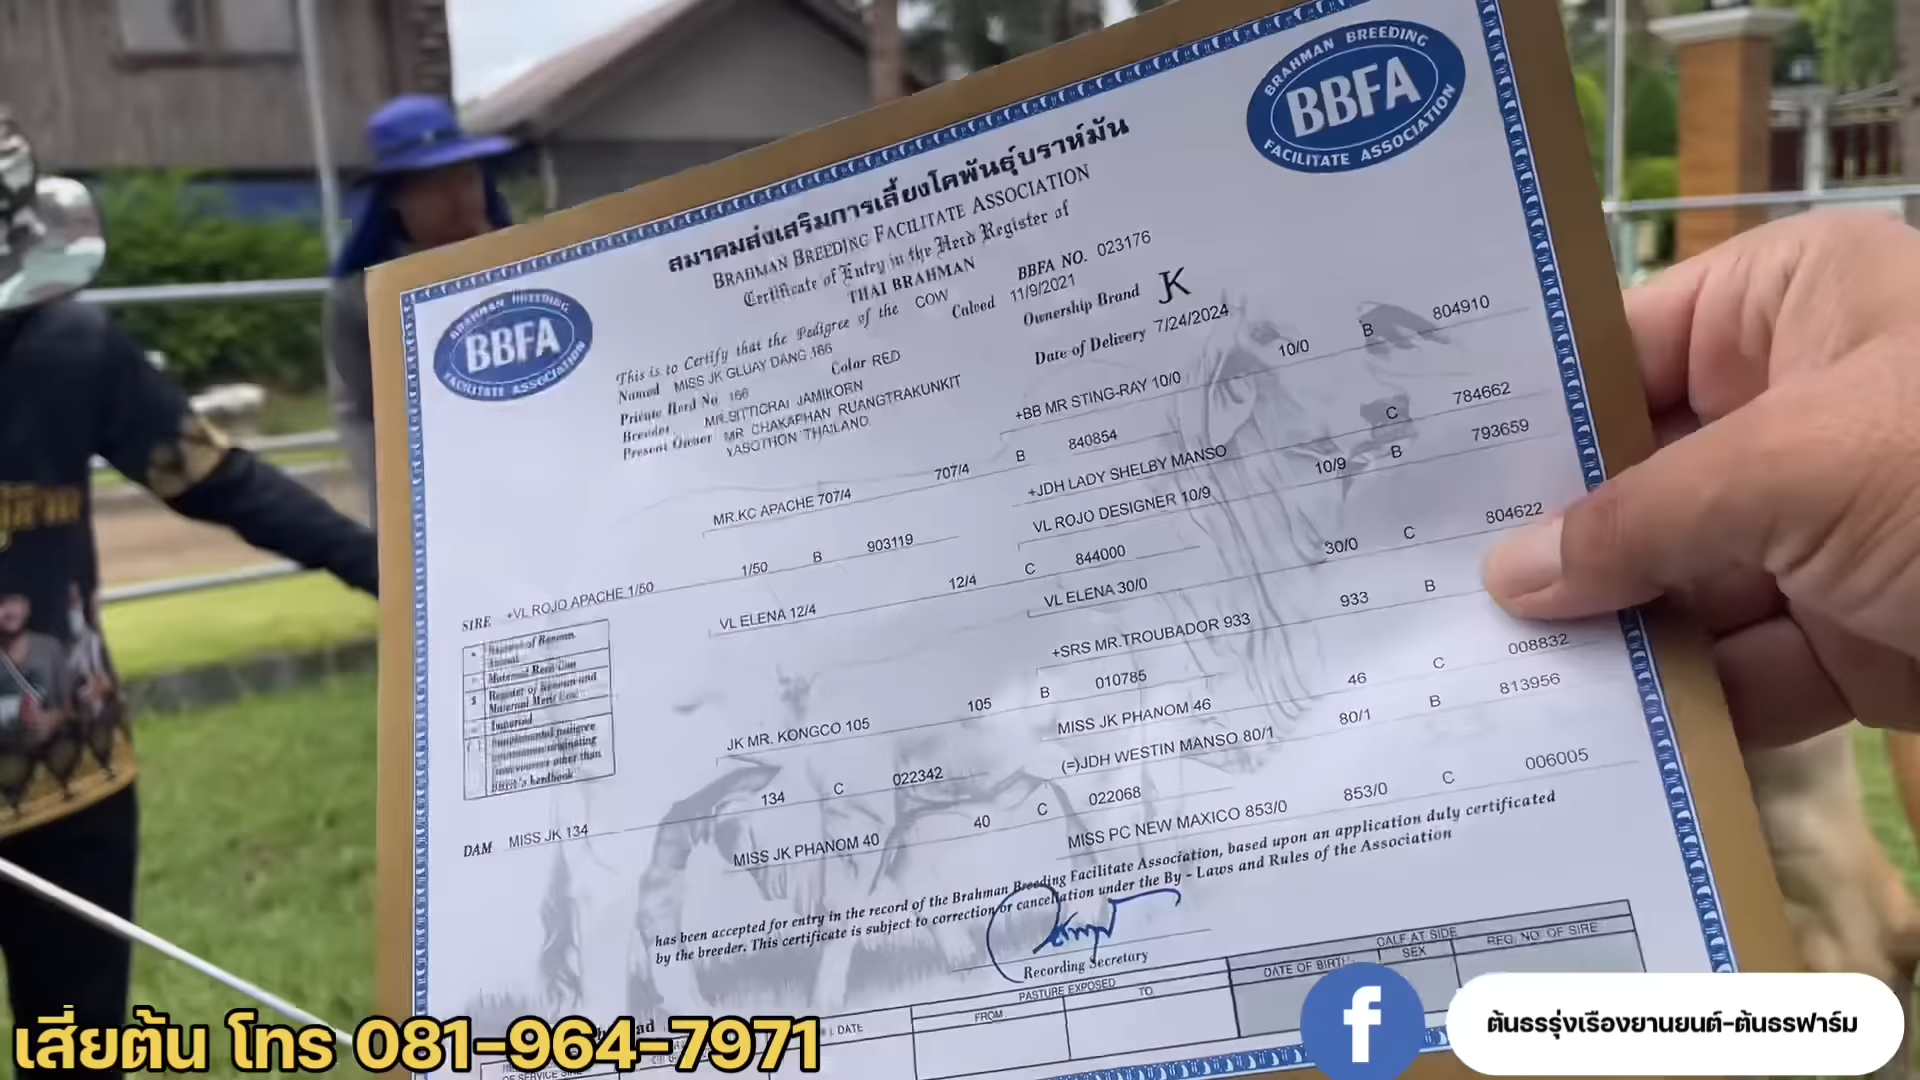 BRAHMAN BREEDING
BBFA
FACILITATE ASSOCIATION
BRAHMAN BREEDING
BBFA
FACILITATE ASSOCIATION
สมาคมส่งเสริมการเลี้ยงโคพันธุ์บราห์มัน
BRAHMAN BREEDING FACILITATE ASSOCIATION
Certificate of Entry in the Herd Register of
THAI BRAHMAN
This is to Certify that the Pedigree of the COW BBFA NO. 023176
Named MISS JK GLUAY DANG 166 Calved 11/9/2021
Private Herd No. 166 Color RED Ownership Brand JK
Breeder MR.SITTICRAI JAMIKORN Date of Delivery 7/24/2024
Present Owner MR CHAKAPHAN RUANGTRAKUNKIT
YASOTHON THAILAND.
+BB MR STING-RAY 10/0 10/0 B 804910
MR.KC APACHE 707/4 707/4 B 840854
+JDH LADY SHELBY MANSO C 784662
SIRE +VL ROJO APACHE 1/50 1/50 B 903119
VL ROJO DESIGNER 10/9 10/9 B 793659
VL ELENA 12/4 12/4 C 844000
VL ELENA 30/0 30/0 C 804622
+SRS MR.TROUBADOR 933 933 B
JK MR. KONGCO 105 105 B 010785
MISS JK PHANOM 46 46 C 008832
DAM MISS JK 134 134 C 022342
(=)JDH WESTIN MANSO 80/1 80/1 B 813956
MISS JK PHANOM 40 40 C 022068
MISS PC NEW MAXICO 853/0 853/0 C 006005
has been accepted for entry in the record of the Brahman Breeding Facilitate Association, based upon an application duly certificated
by the breeder. This certificate is subject to correction or cancellation under the By - Laws and Rules of the Association
Recording Secretary
PASTURE EXPOSED
FROM TO
DATE
CALF AT SIDE
DATE OF BIRTH SEX REG. NO. OF SIRE
OF SERVICE
เสี่ยต้น โทร 081-964-7971
f
ต้นธรรุ่งเรืองยานยนต์-ต้นธรฟาร์ม